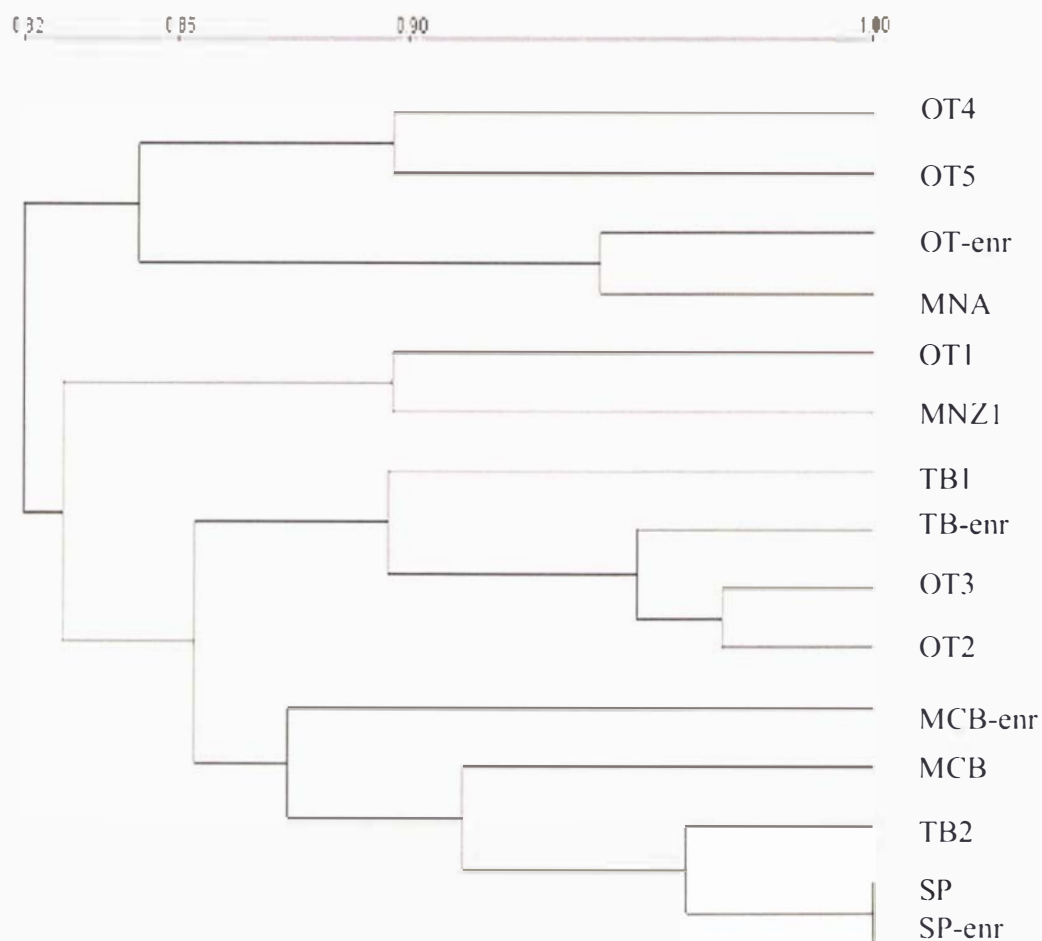 0.82 0.85 0.90 1.00
OT4
OT5
OT-enr
MNA
OT1
MNZ1
TB1
TB-enr
OT3
OT2
MCB-enr
MCB
TB2
SP
SP-enr